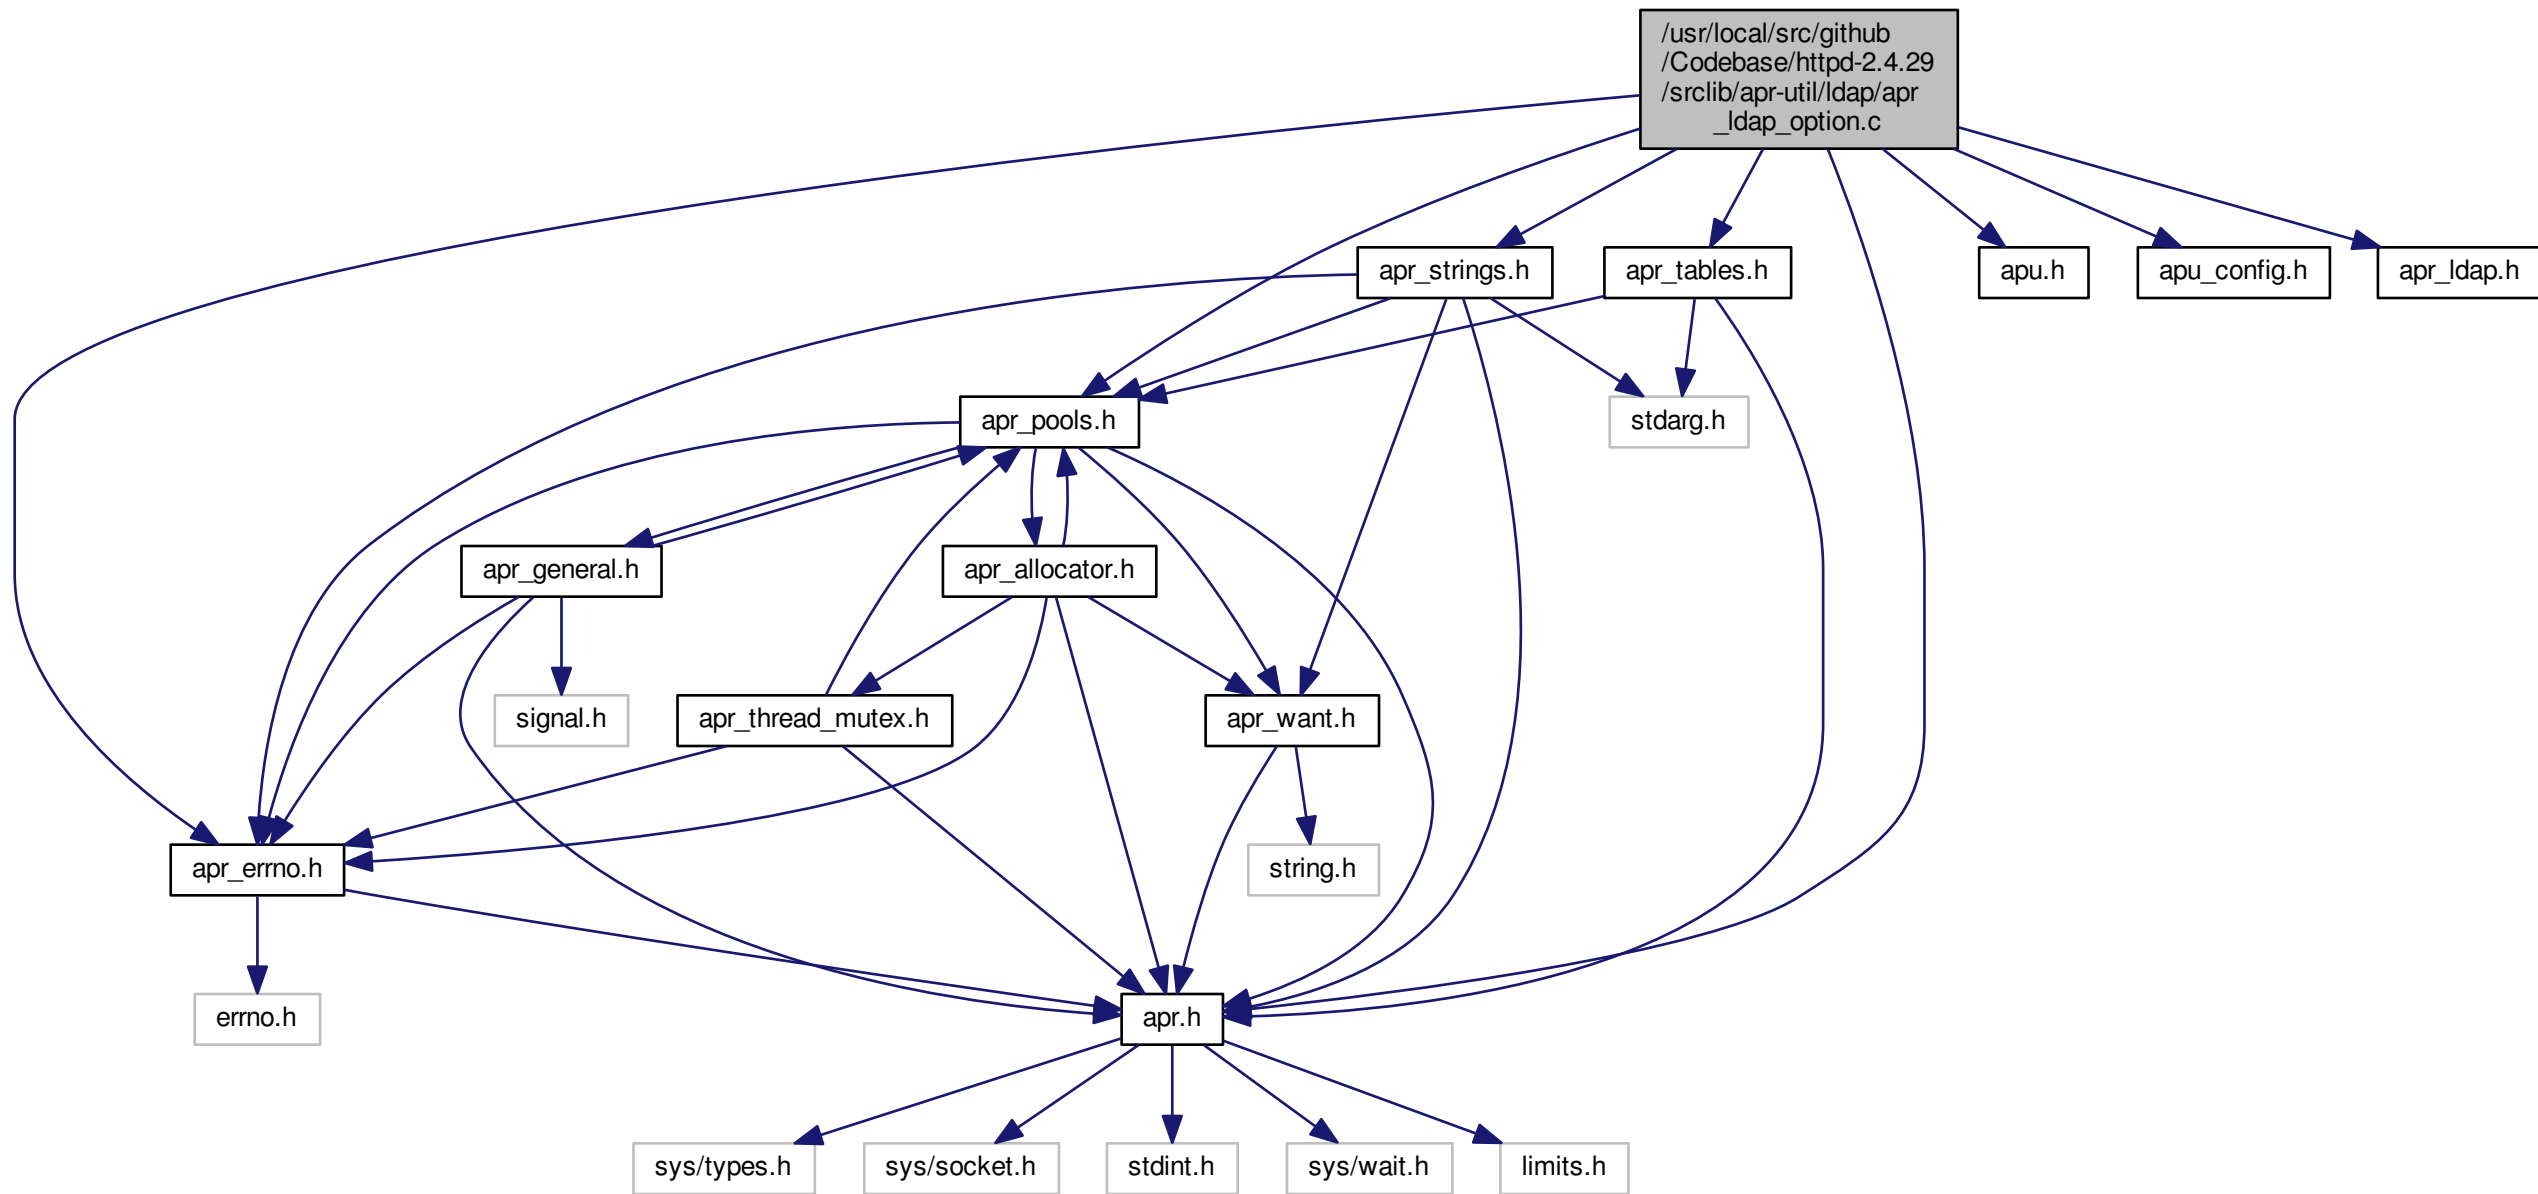 /usr/local/src/github
/Codebase/httpd-2.4.29
/srclib/apr-util/ldap/apr
_ldap_option.c
apr_strings.h
apr_tables.h
apu.h
apu_config.h
apr_ldap.h
apr_pools.h
stdarg.h
apr_general.h
apr_allocator.h
signal.h
apr_thread_mutex.h
apr_want.h
apr_errno.h
string.h
errno.h
apr.h
sys/types.h
sys/socket.h
stdint.h
sys/wait.h
limits.h